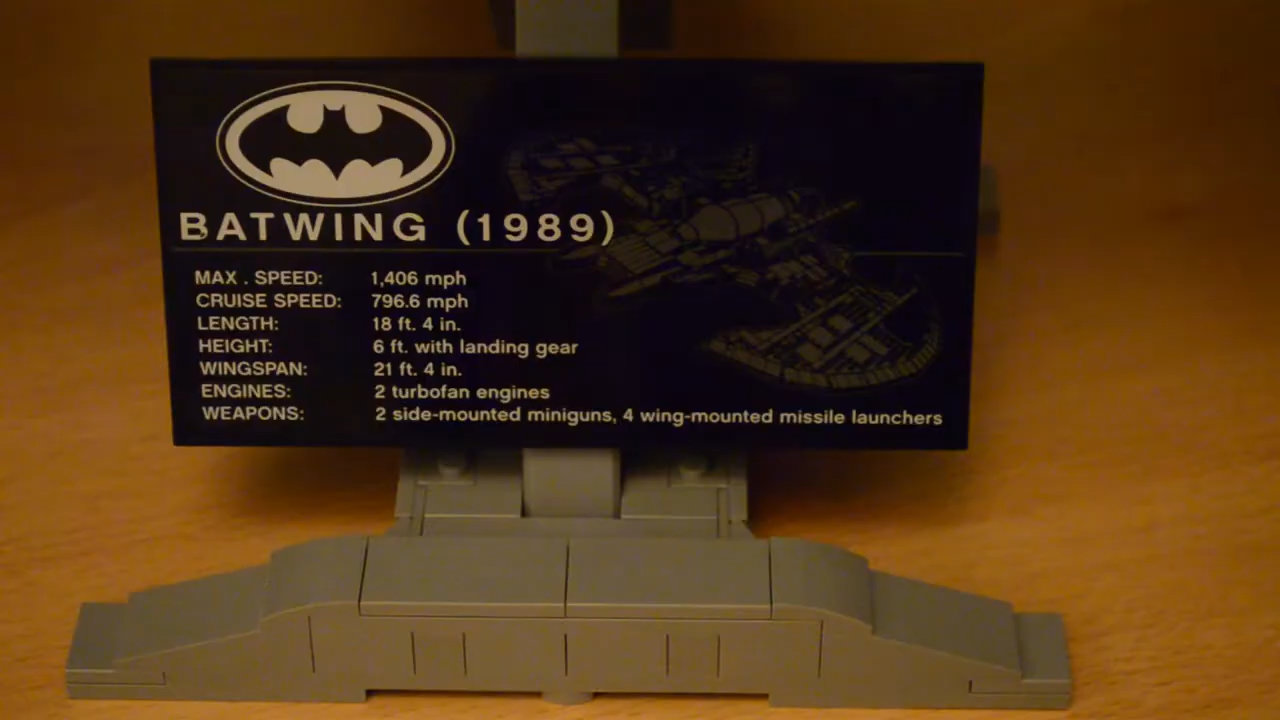 BATWING (1989)
MAX . SPEED: 1,406 mph
CRUISE SPEED: 796.6 mph
LENGTH: 18 ft. 4 in.
HEIGHT: 6 ft. with landing gear
WINGSPAN: 21 ft. 4 in.
ENGINES: 2 turbofan engines
WEAPONS: 2 side-mounted miniguns, 4 wing-mounted missile launchers